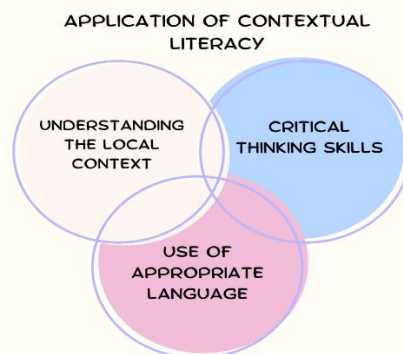 APPLICATION OF CONTEXTUAL
LITERACY
UNDERSTANDING
THE LOCAL
CONTEXT
CRITICAL
THINKING SKILLS
USE OF
APPROPRIATE
LANGUAGE